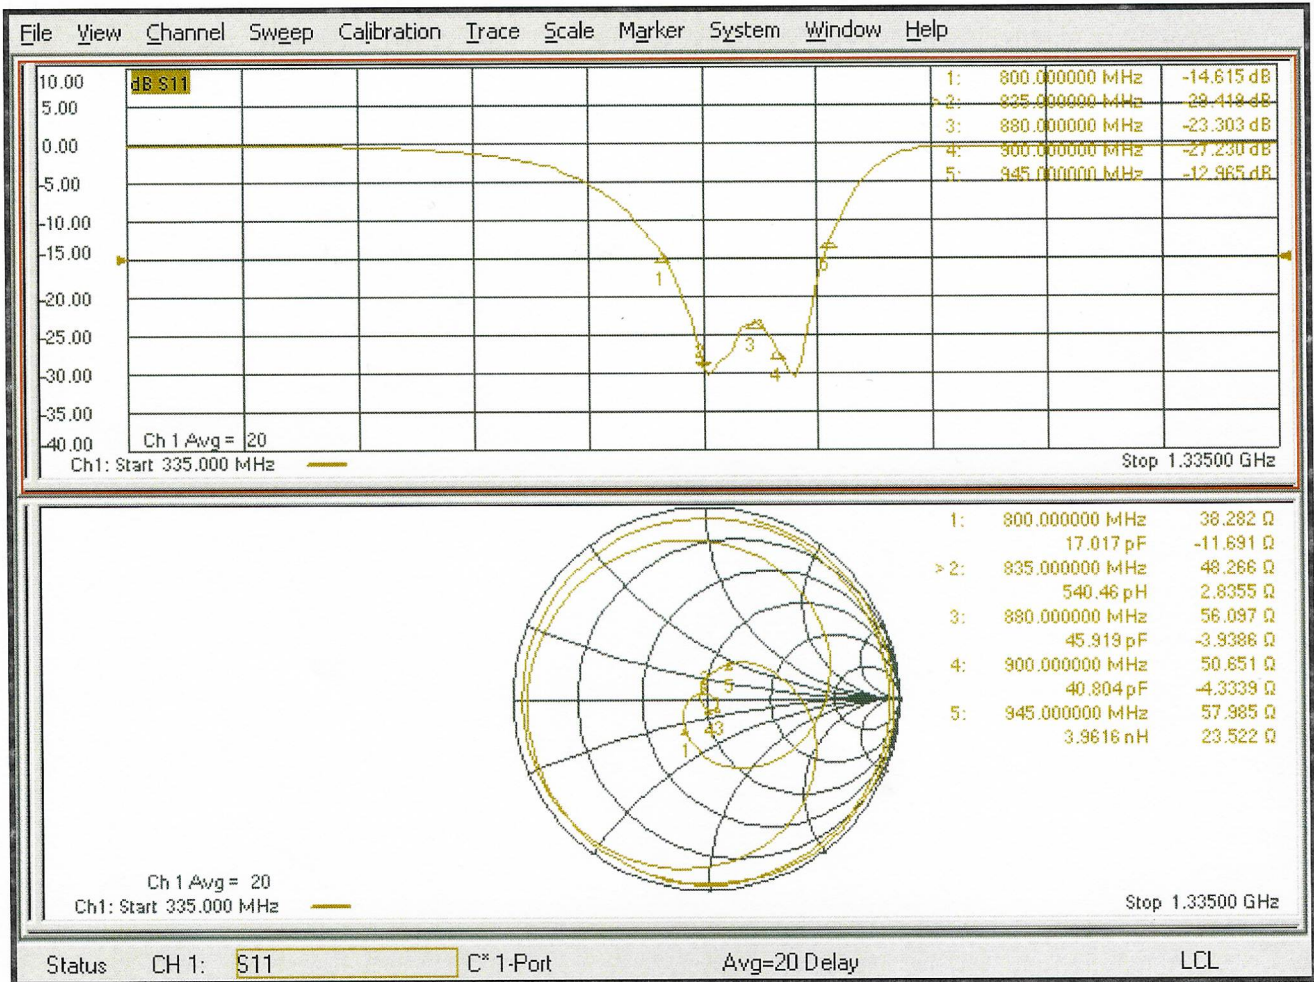 File View Channel Sweep Calibration Trace Scale Marker System Window Help
10.00
dB S11
1: 800.000000 MHz -14.615 dB
5.00
> 2: 835.000000 MHz -29.419 dB
3: 880.000000 MHz -23.303 dB
0.00
4: 900.000000 MHz -27.230 dB
-5.00
5: 945.000000 MHz -12.965 dB
-10.00
-15.00
1
-20.00
-25.00
3
-30.00
4
-35.00
-40.00
Ch 1 Avg = 20
Ch1: Start 335.000 MHz
Stop 1.33500 GHz
1: 800.000000 MHz 38.282 Ω
17.017 pF -11.691 Ω
> 2: 835.000000 MHz 48.266 Ω
540.46 pH 2.8355 Ω
3: 880.000000 MHz 56.097 Ω
45.919 pF -3.9386 Ω
4: 900.000000 MHz 50.651 Ω
40.804 pF -4.3339 Ω
5: 945.000000 MHz 57.985 Ω
3.9616 nH 23.522 Ω
5
43
1
Ch 1 Avg = 20
Ch1: Start 335.000 MHz
Stop 1.33500 GHz
Status CH 1: S11 C* 1-Port Avg=20 Delay LCL